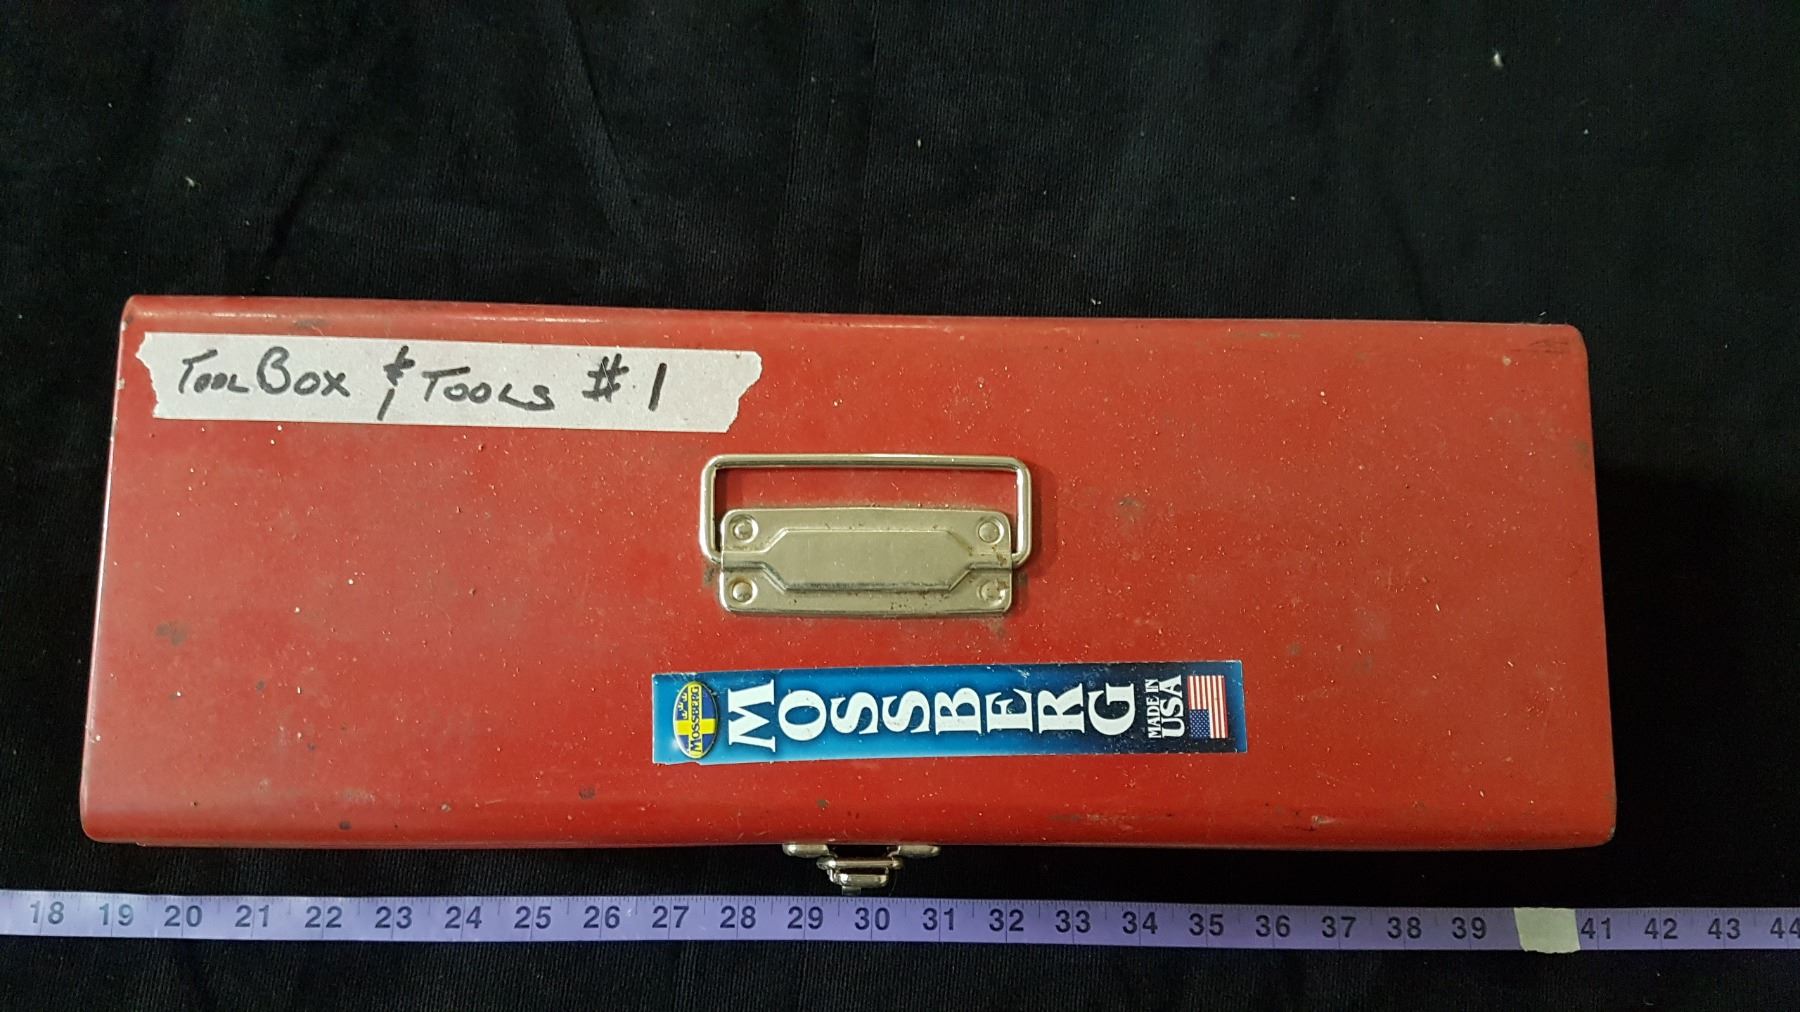 TOOL BOX & TOOLS # 1
MOSSBERG
MOSSBERG
MADE IN
USA
18 19 20 21 22 23 24 25 26 27 28 29 30 31 32 33 34 35 36 37 38 39 41 42 43 44